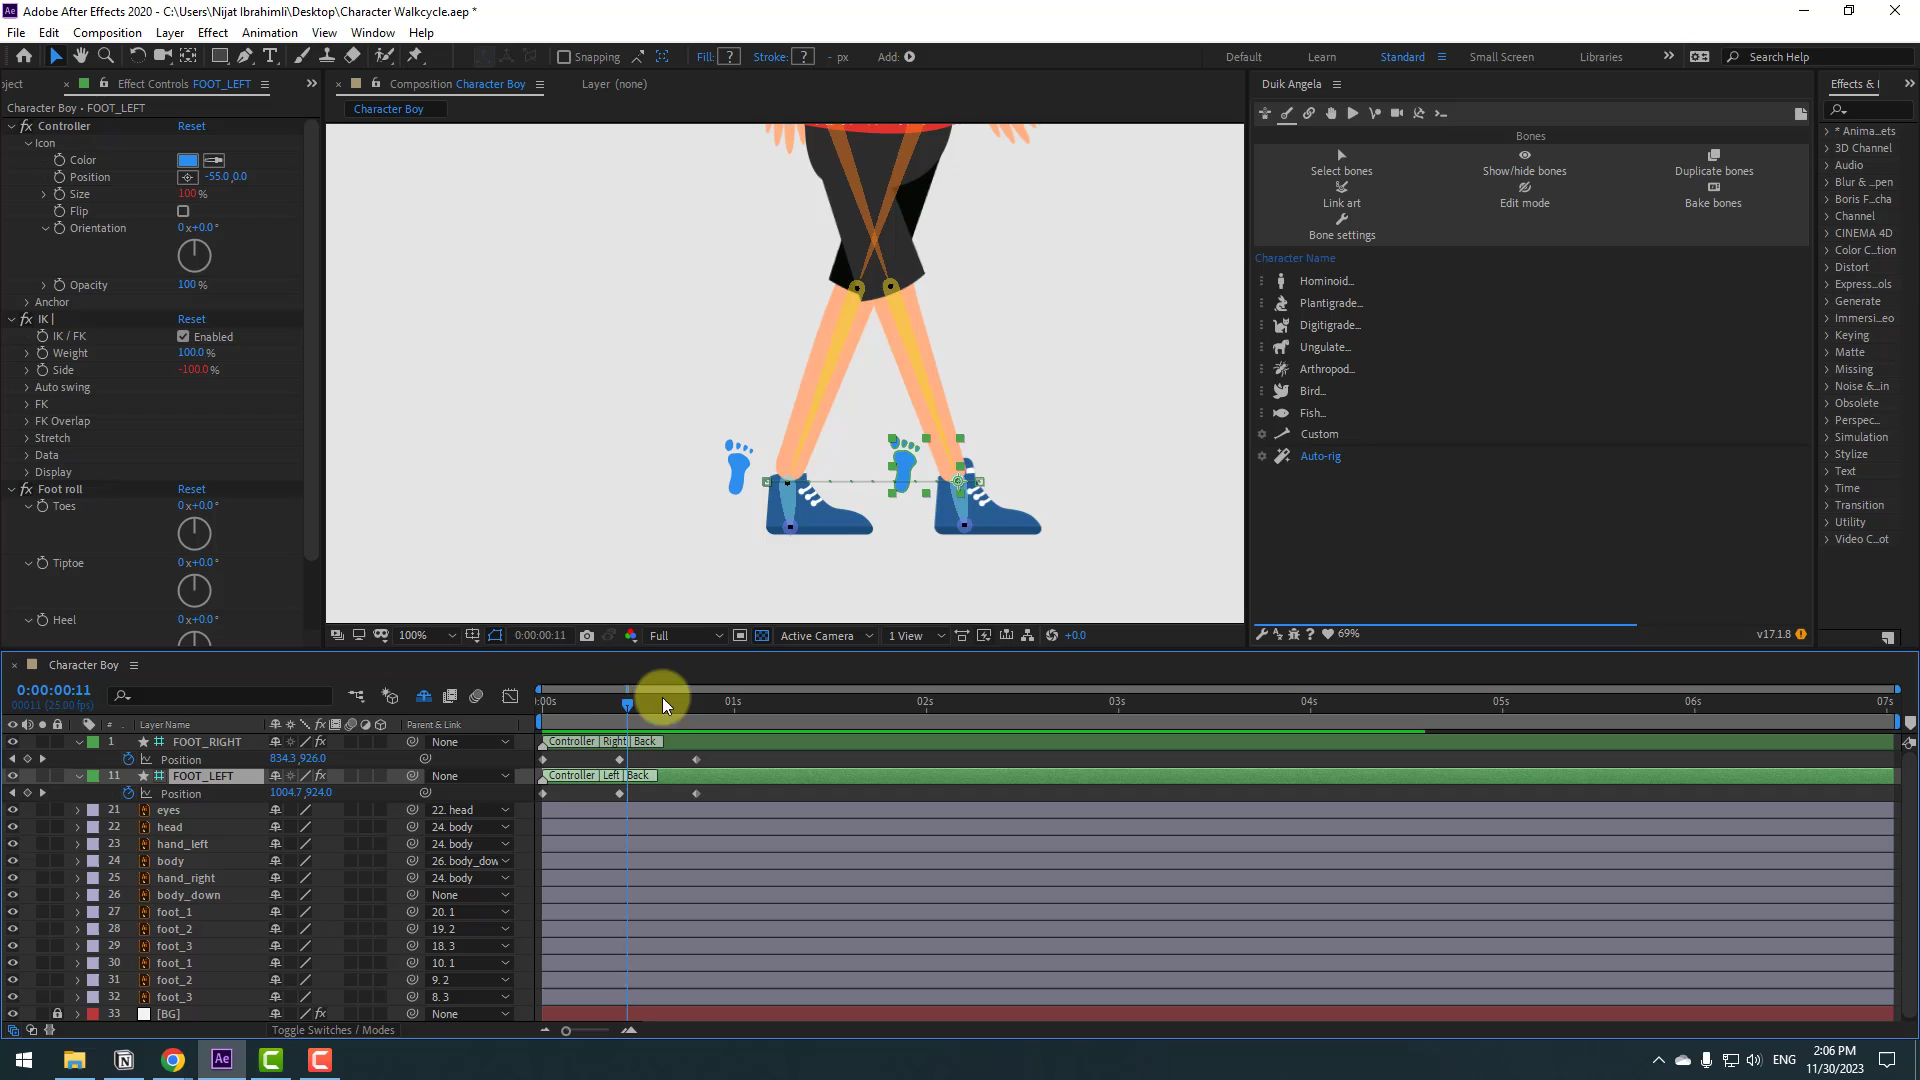 Adobe After Effects 2020 - C:\Users\Nijat Ibrahimli\Desktop\Character Walkcycle.aep *
File Edit Composition Layer Effect Animation View Window Help
Snapping Fill: ? Stroke: ? - px Add:
Default Learn Standard Small Screen Libraries Search Help
oject Effect Controls FOOT_LEFT
Composition Character Boy Layer (none)
Duik Angela
Effects & I
Character Boy • FOOT_LEFT
Character Boy
Controller Reset
Icon
Color
Position -55.0,0.0
Size 100 %
Flip
Orientation 0x+0.0°
Opacity 100 %
Anchor
IK | Reset
IK / FK Enabled
Weight 100.0 %
Side -100.0 %
Auto swing
FK
FK Overlap
Stretch
Data
Display
Foot roll Reset
Toes 0x+0.0°
Tiptoe 0x+0.0°
Heel 0x+0.0°
100% 0:00:00:11 Full Active Camera 1 View +0.0
Bones
Select bones Show/hide bones Duplicate bones
Link art Edit mode Bake bones
Bone settings
Character Name
Hominoid...
Plantigrade...
Digitigrade...
Ungulate...
Arthropod...
Bird...
Fish...
Custom
Auto-rig
69% v17.1.8
* Anima...ets
3D Channel
Audio
Blur & ...pen
Boris F...cha
Channel
CINEMA 4D
Color C...tion
Distort
Express...ols
Generate
Immersi...eo
Keying
Matte
Missing
Noise &...in
Obsolete
Perspec...
Simulation
Stylize
Text
Time
Transition
Utility
Video C...ot
Character Boy
0:00:00:11
00011 (25.00 fps)
:00s 01s 02s 03s 04s 05s 06s 07s
# Layer Name Parent & Link
1 FOOT_RIGHT None Controller | Right | Back
Position 834.3,926.0
11 FOOT_LEFT None Controller | Left | Back
Position 1004.7,924.0
21 eyes 22. head
22 head 24. body
23 hand_left 24. body
24 body 26. body_dow
25 hand_right 24. body
26 body_down None
27 foot_1 20. 1
28 foot_2 19. 2
29 foot_3 18. 3
30 foot_1 10. 1
31 foot_2 9. 2
32 foot_3 8. 3
33 [BG] None
Toggle Switches / Modes
Ae ENG 2:06 PM
11/30/2023